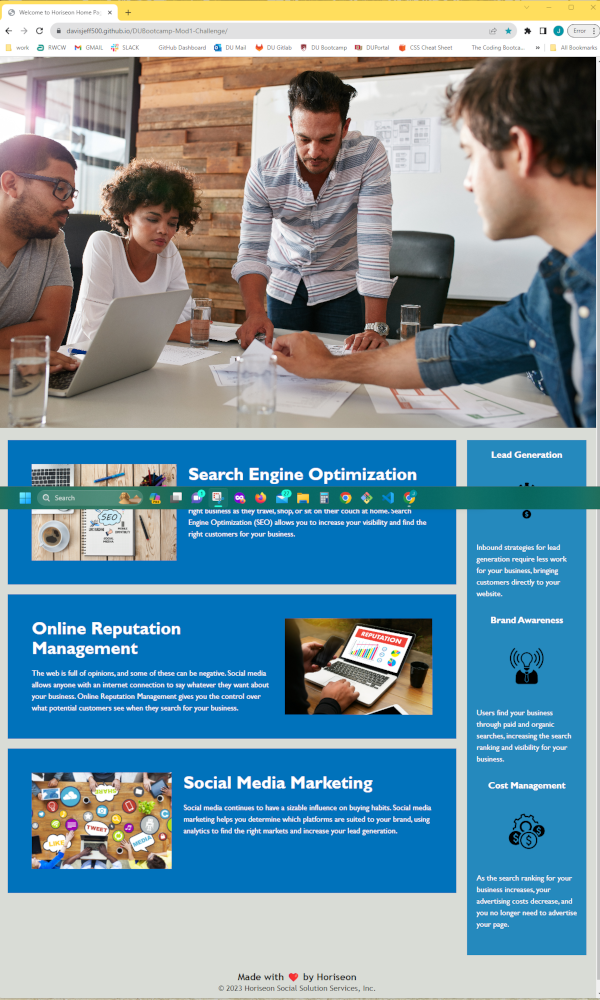 Welcome to Horiseon Home Pa
davisjeff500.github.io/DUBootcamp-Mod1-Challenge/
Error
work RWCW GMAIL SLACK GitHub Dashboard DU Mail DU Gitlab DU Bootcamp DUPortal CSS Cheat Sheet The Coding Bootca... » All Bookmarks
Search Engine Optimization
Search
right business as they travel, shop, or sit on their couch at home. Search
Engine Optimization (SEO) allows you to increase your visibility and find the
right customers for your business.
SEO
Online Reputation
Management
The web is full of opinions, and some of these can be negative. Social media
allows anyone with an internet connection to say whatever they want about
your business. Online Reputation Management gives you the control over
what potential customers see when they search for your business.
REPUTATION
Social Media Marketing
Social media continues to have a sizable influence on buying habits. Social media
marketing helps you determine which platforms are suited to your brand, using
analytics to find the right markets and increase your lead generation.
TWEET
LIKE
MEDIA
Lead Generation
Inbound strategies for lead
generation require less work
for your business, bringing
customers directly to your
website.
Brand Awareness
Users find your business
through paid and organic
searches, increasing the search
ranking and visibility for your
business.
Cost Management
As the search ranking for your
business increases, your
advertising costs decrease, and
you no longer need to advertise
your page.
Made with ❤️ by Horiseon
© 2023 Horiseon Social Solution Services, Inc.